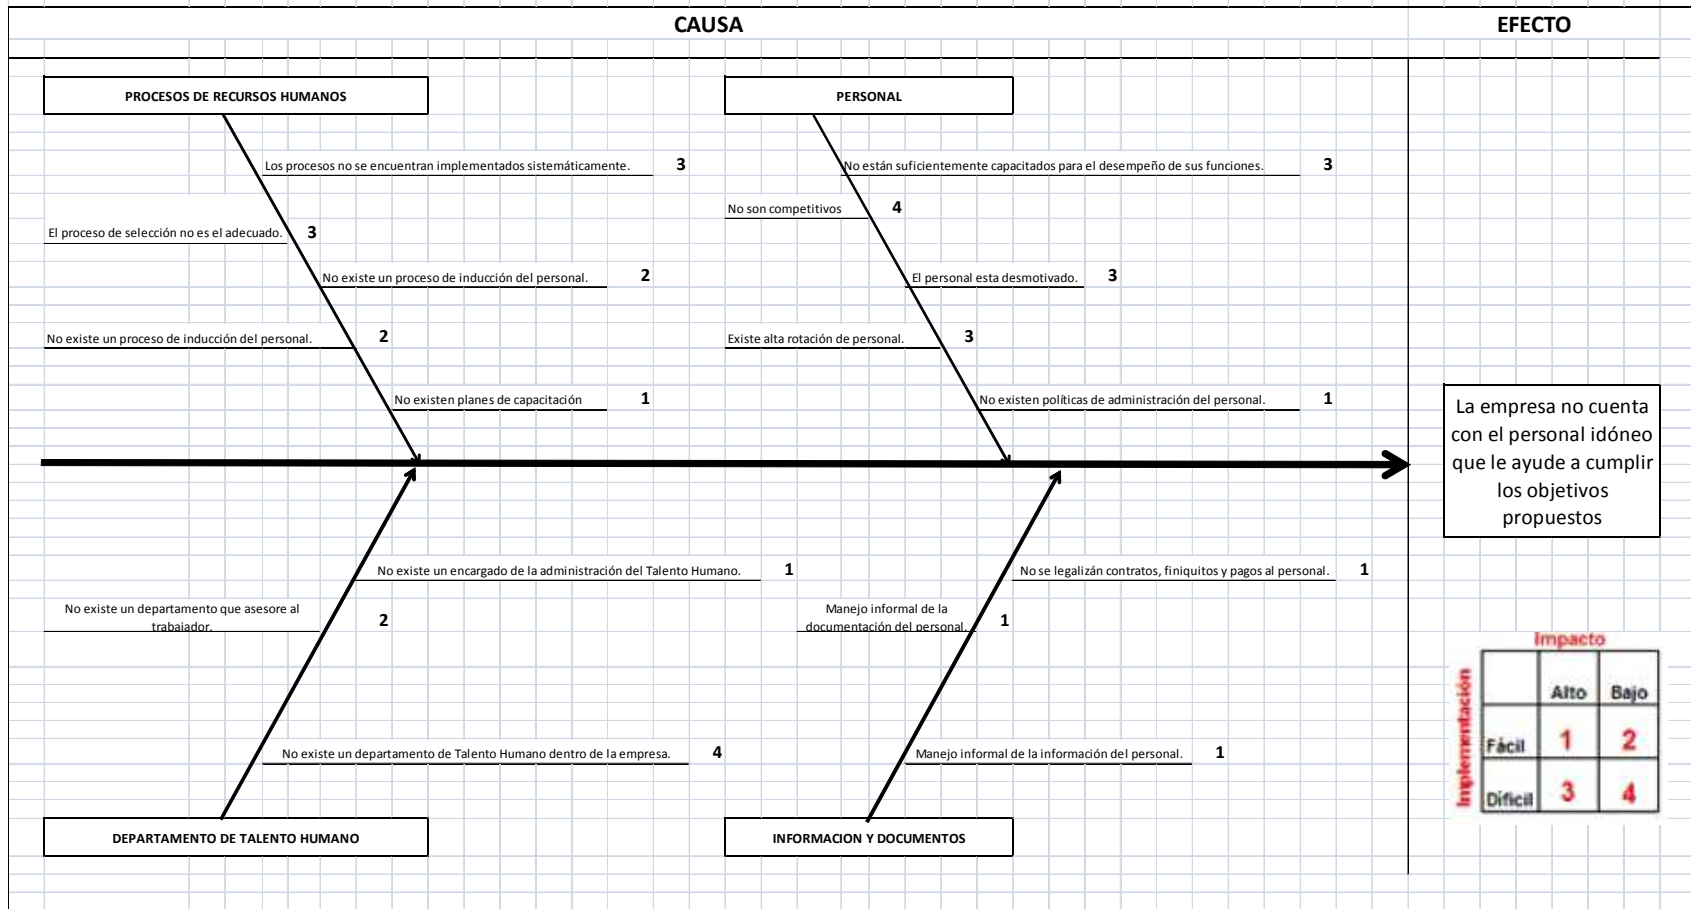 CAUSA
EFECTO
PROCESOS DE RECURSOS HUMANOS
PERSONAL
Los procesos no se encuentran implementados sistemáticamente. 3
No están suficientemente capacitados para el desempeño de sus funciones. 3
No son competitivos 4
El proceso de selección no es el adecuado. 3
No existe un proceso de inducción del personal. 2
El personal esta desmotivado. 3
No existe un proceso de inducción del personal. 2
Existe alta rotación de personal. 3
No existen planes de capacitación 1
No existen políticas de administración del personal. 1
La empresa no cuenta
con el personal idóneo
que le ayude a cumplir
los objetivos
propuestos
No existe un encargado de la administración del Talento Humano. 1
No se legalizán contratos, finiquitos y pagos al personal. 1
No existe un departamento que asesore al
trabajador. 2
Manejo informal de la
documentación del personal. 1
No existe un departamento de Talento Humano dentro de la empresa. 4
Manejo informal de la información del personal. 1
DEPARTAMENTO DE TALENTO HUMANO
INFORMACION Y DOCUMENTOS
Impacto
Implementación
Alto Bajo
Fácil 1 2
Díficil 3 4